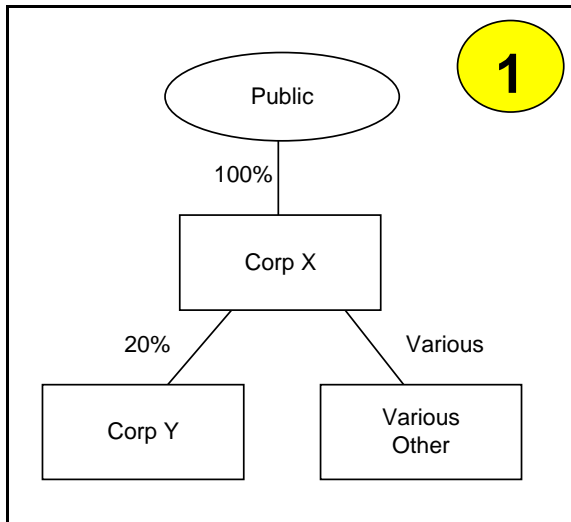 1
Public
100%
Corp X
20%
Various
Corp Y
Various
Other